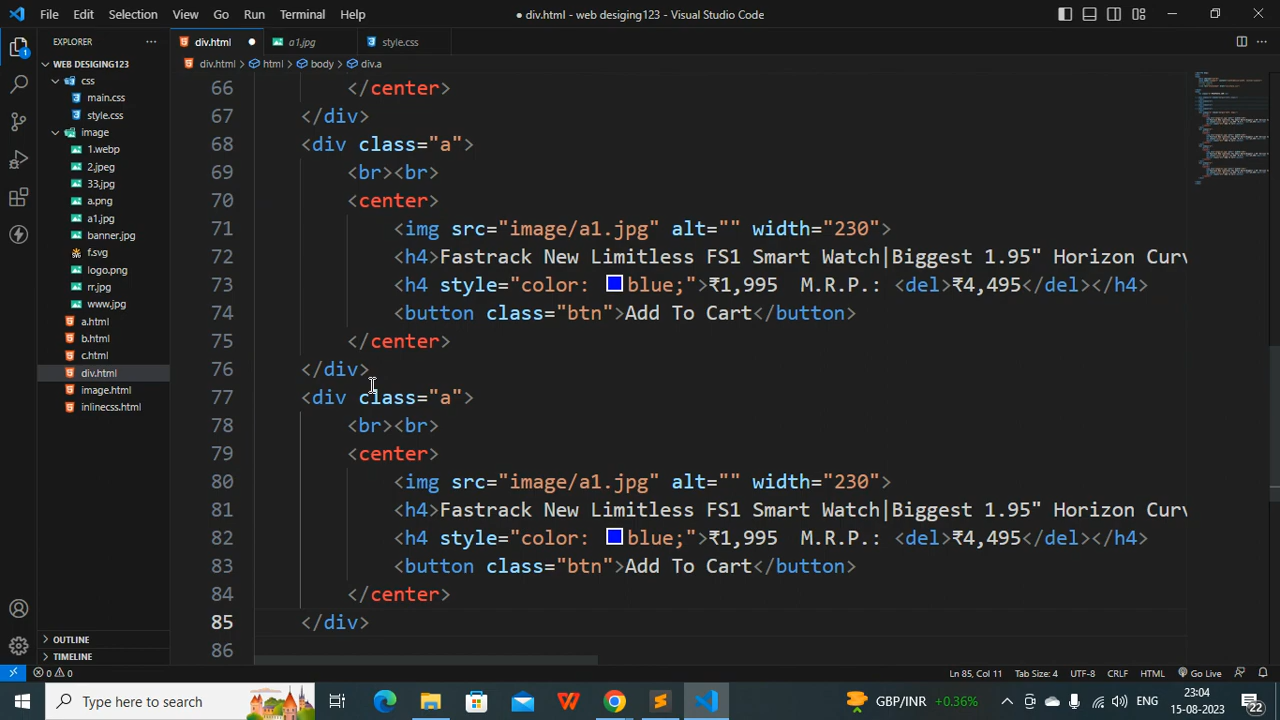 File Edit Selection View Go Run Terminal Help
● div.html - web desiging123 - Visual Studio Code
EXPLORER ...
div.html ●
a1.jpg
style.css
WEB DESIGING123
css
main.css
style.css
image
1.webp
2.jpeg
33.jpg
a.png
a1.jpg
banner.jpg
f.svg
logo.png
rr.jpg
www.jpg
a.html
b.html
c.html
div.html
image.html
inlinecss.html
OUTLINE
TIMELINE
div.html > html > body > div.a
66 </center>
67 </div>
68 <div class="a">
69 <br><br>
70 <center>
71 <img src="image/a1.jpg" alt="" width="230">
72 <h4>Fastrack New Limitless FS1 Smart Watch|Biggest 1.95" Horizon Curv
73 <h4 style="color: blue;">₹1,995  M.R.P.: <del>₹4,495</del></h4>
74 <button class="btn">Add To Cart</button>
75 </center>
76 </div>
77 <div class="a">
78 <br><br>
79 <center>
80 <img src="image/a1.jpg" alt="" width="230">
81 <h4>Fastrack New Limitless FS1 Smart Watch|Biggest 1.95" Horizon Curv
82 <h4 style="color: blue;">₹1,995  M.R.P.: <del>₹4,495</del></h4>
83 <button class="btn">Add To Cart</button>
84 </center>
85 </div>
86
0 0
Ln 85, Col 11 Tab Size: 4 UTF-8 CRLF HTML Go Live
Type here to search
GBP/INR +0.36%
ENG
23:04
15-08-2023
22
1